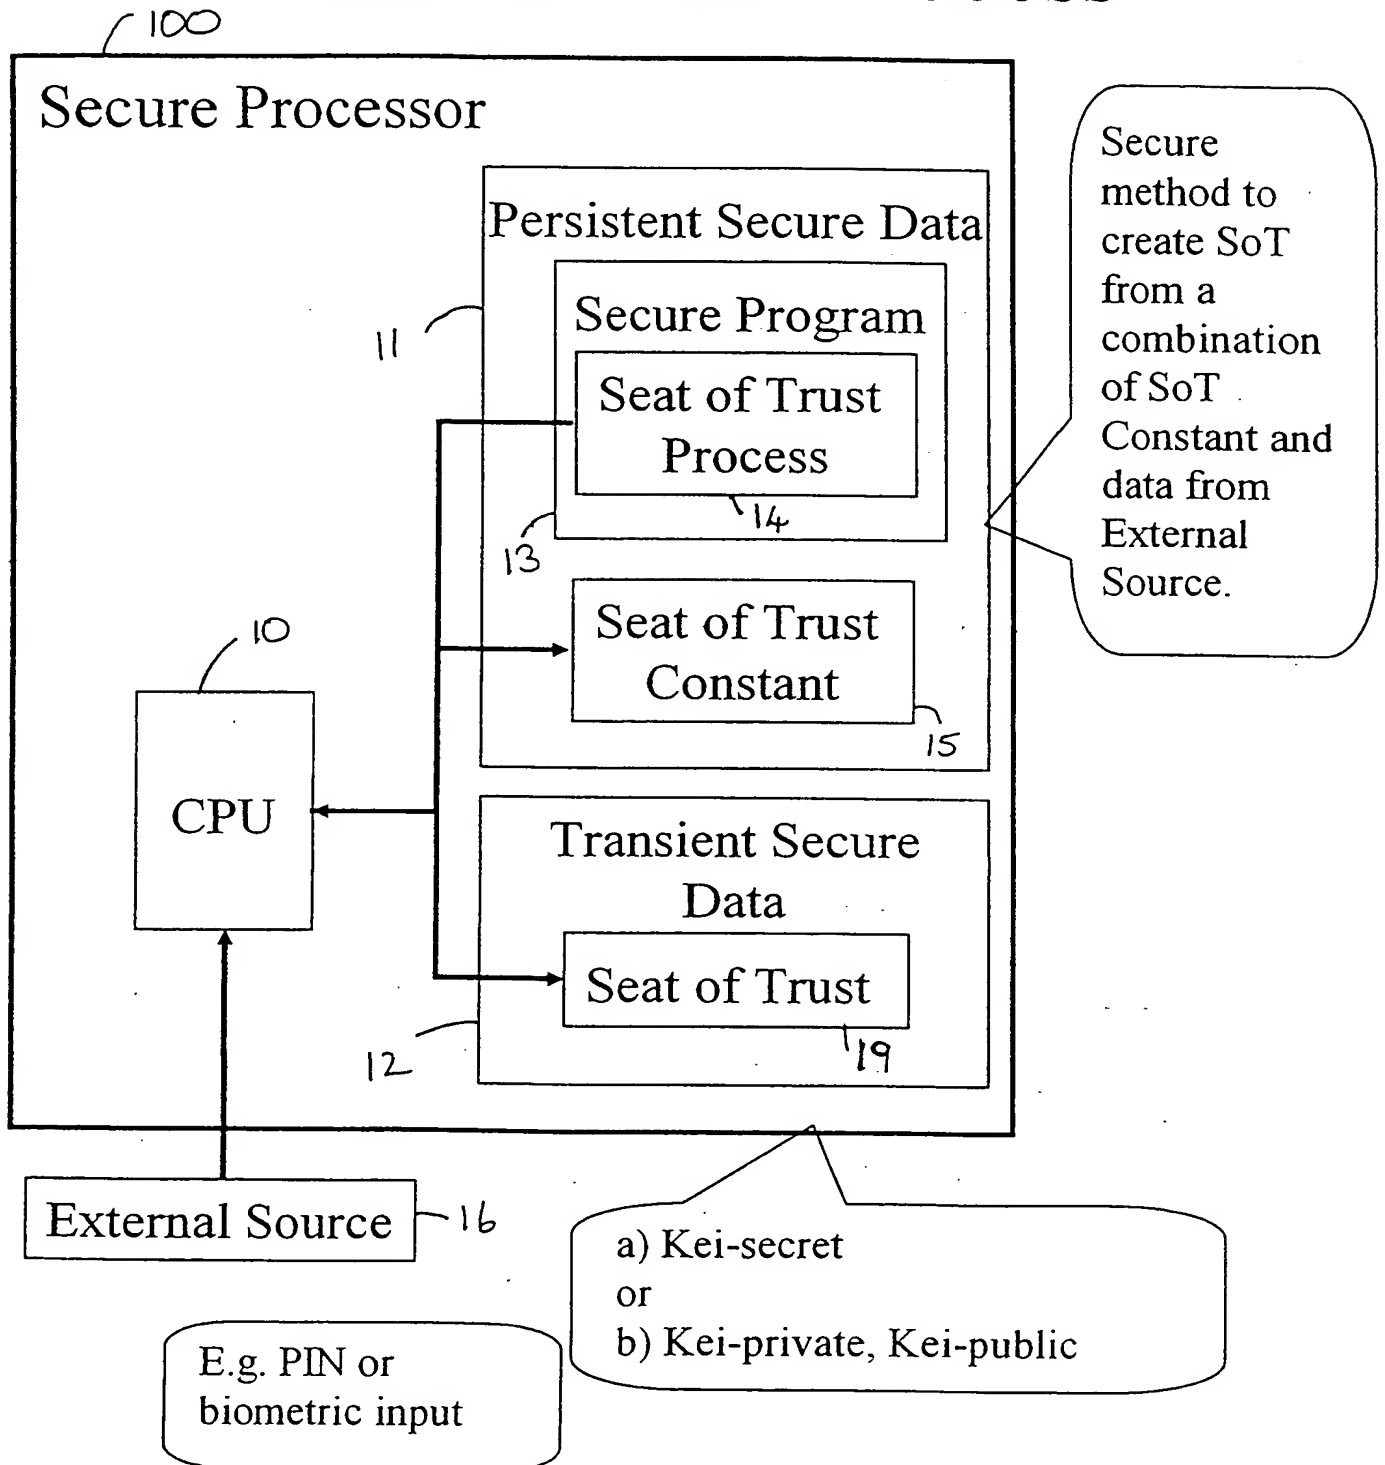 100
Secure Processor
Persistent Secure Data
11
Secure Program
Seat of Trust
Process
14
13
Seat of Trust
Constant
15
10
CPU
Transient Secure
Data
Seat of Trust
19
12
External Source
16
Secure
method to
create SoT
from a
combination
of SoT
Constant and
data from
External
Source.
a) Kei-secret
or
b) Kei-private, Kei-public
E.g. PIN or
biometric input